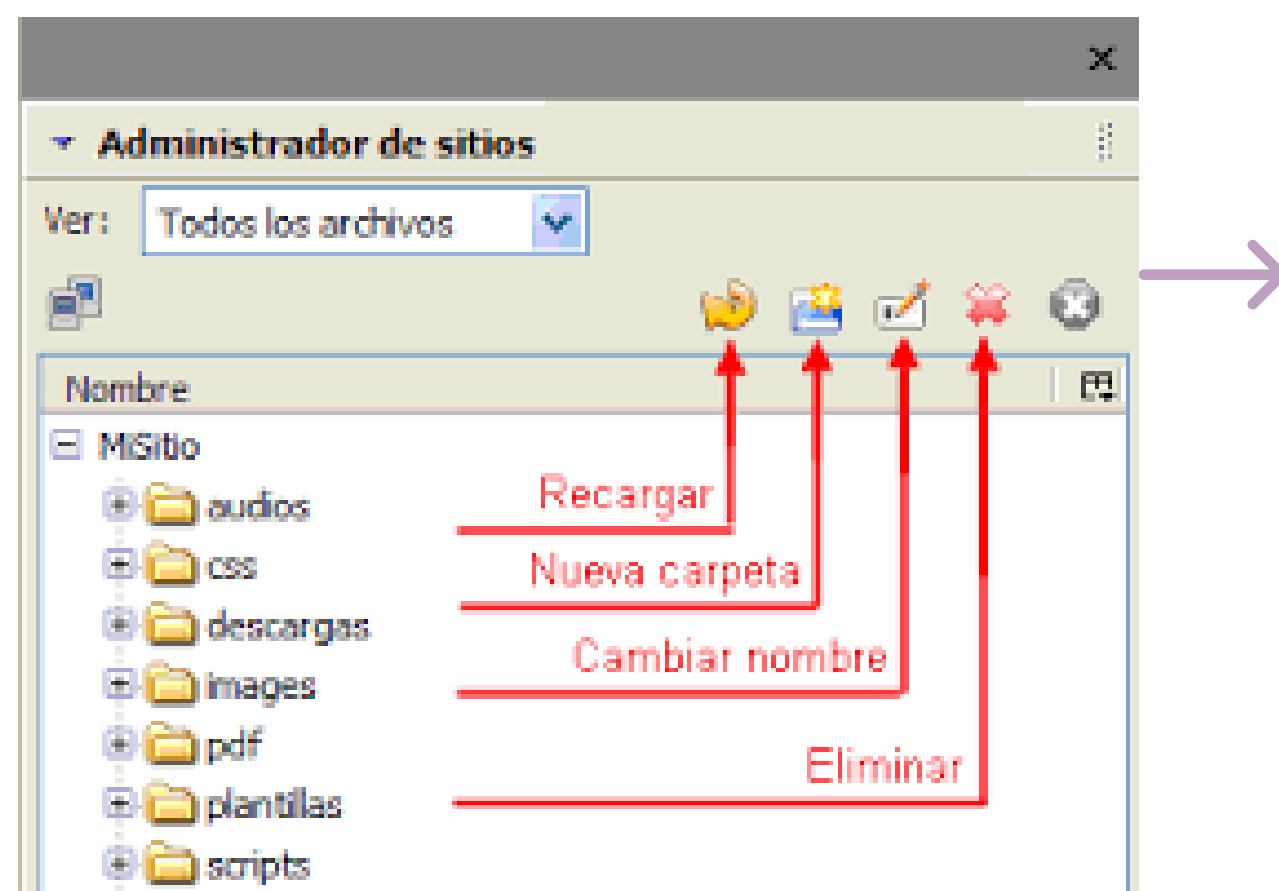 Administrador de sitios
Ver: Todos los archivos
Nombre
MiSitio
audios
Recargar
css
Nueva carpeta
descargas
Cambiar nombre
images
pdf
Eliminar
plantillas
scripts